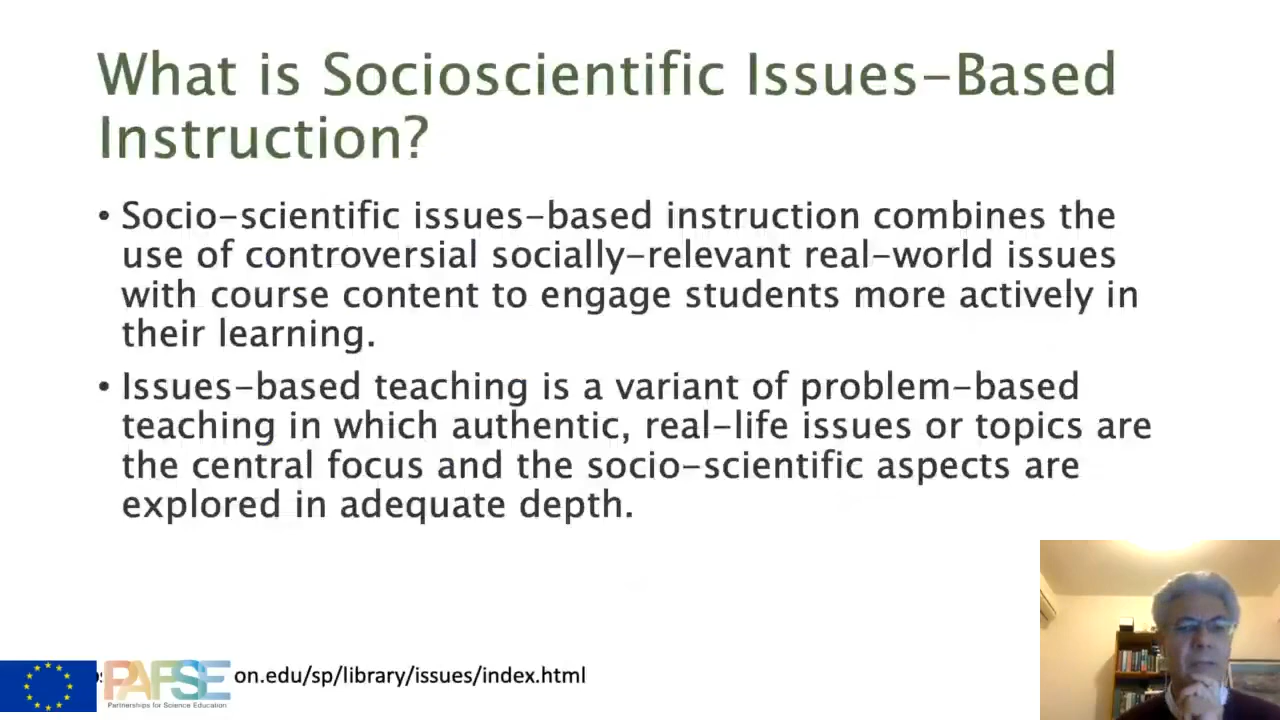 What is Socioscientific Issues-Based
Instruction?
• Socio-scientific issues-based instruction combines the
use of controversial socially-relevant real-world issues
with course content to engage students more actively in
their learning.
• Issues-based teaching is a variant of problem-based
teaching in which authentic, real-life issues or topics are
the central focus and the socio-scientific aspects are
explored in adequate depth.
on.edu/sp/library/issues/index.html
PAFSE
Partnerships for Science Education